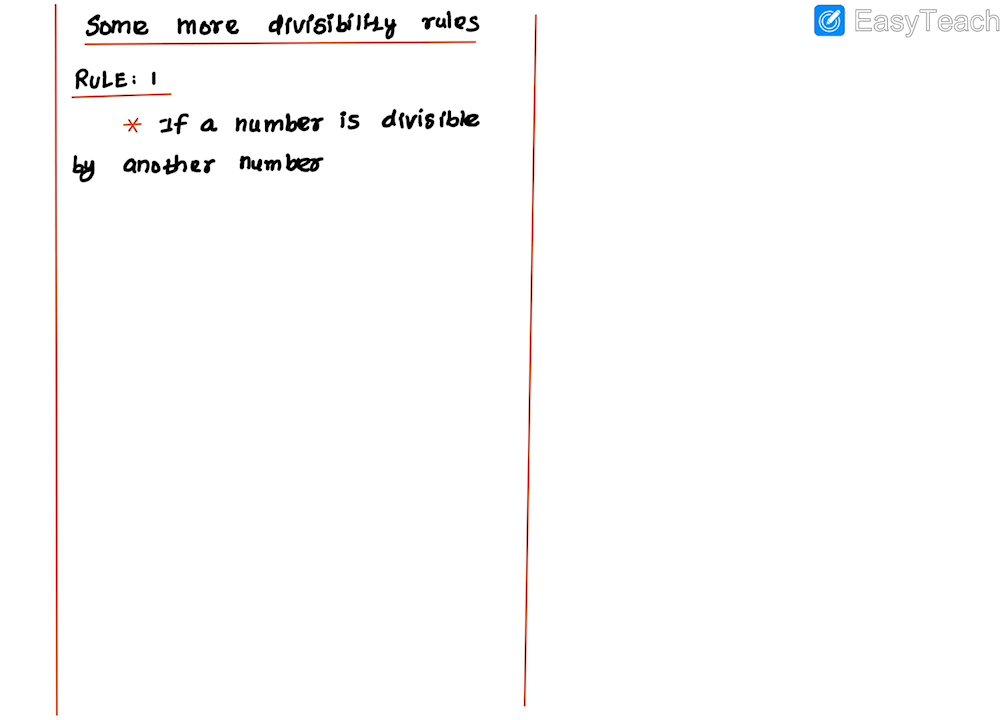 Some more divisibility rules
EasyTeach
RULE: 1
* If a number is divisible
by another number